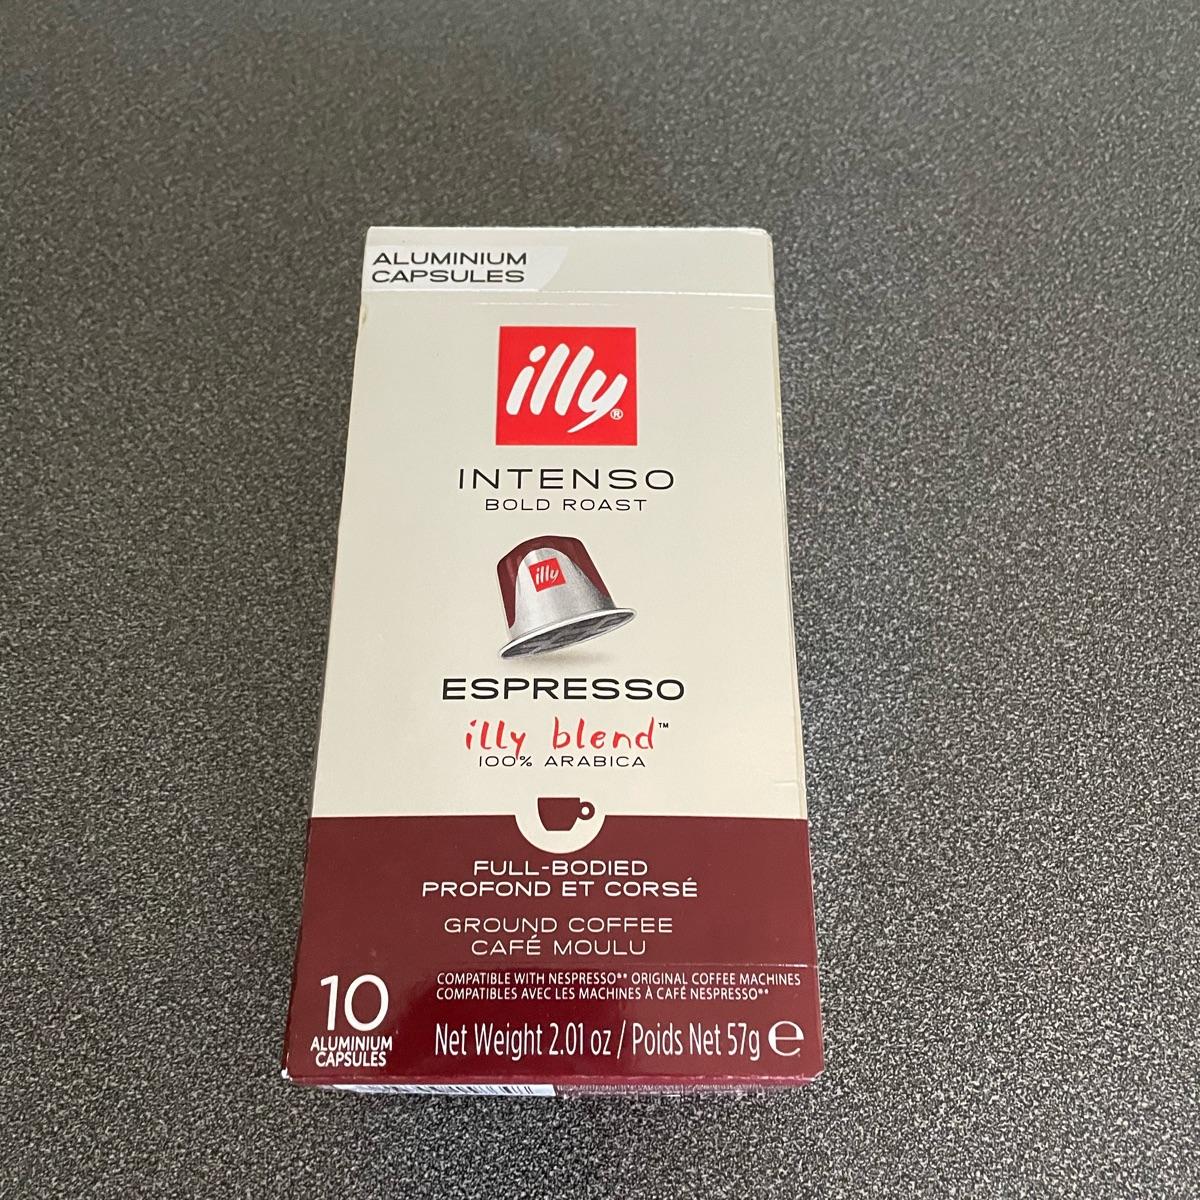 ALUMINIUM
CAPSULES
illy®
INTENSO
BOLD ROAST
illy
ESPRESSO
illy blend™
100% ARABICA
FULL-BODIED
PROFOND ET CORSÉ
GROUND COFFEE
CAFÉ MOULU
COMPATIBLE WITH NESPRESSO** ORIGINAL COFFEE MACHINES
COMPATIBLES AVEC LES MACHINES À CAFÉ NESPRESSO**
10
ALUMINIUM
CAPSULES
Net Weight 2.01 oz / Poids Net 57g ℮